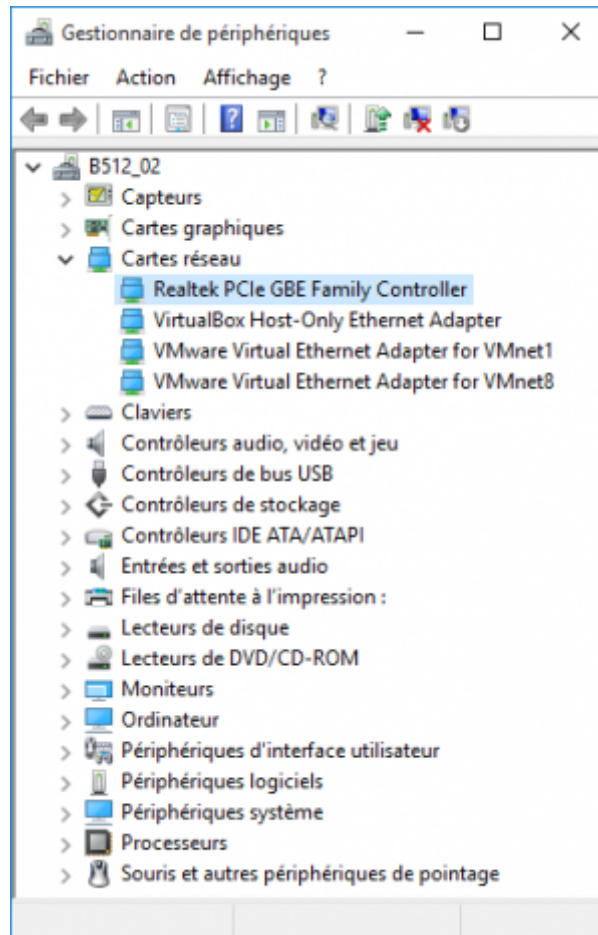 Gestionnaire de périphériques
Fichier Action Affichage ?
B512_02
Capteurs
Cartes graphiques
Cartes réseau
Realtek PCIe GBE Family Controller
VirtualBox Host-Only Ethernet Adapter
VMware Virtual Ethernet Adapter for VMnet1
VMware Virtual Ethernet Adapter for VMnet8
Claviers
Contrôleurs audio, vidéo et jeu
Contrôleurs de bus USB
Contrôleurs de stockage
Contrôleurs IDE ATA/ATAPI
Entrées et sorties audio
Files d'attente à l'impression :
Lecteurs de disque
Lecteurs de DVD/CD-ROM
Moniteurs
Ordinateur
Périphériques d'interface utilisateur
Périphériques logiciels
Périphériques système
Processeurs
Souris et autres périphériques de pointage